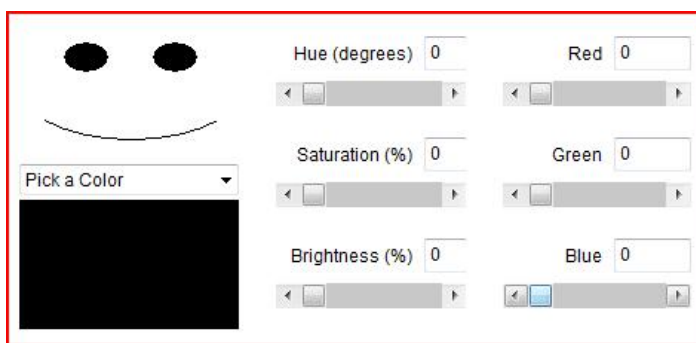 Hue (degrees) 0
Red 0
Saturation (%) 0
Green 0
Pick a Color
Brightness (%) 0
Blue 0